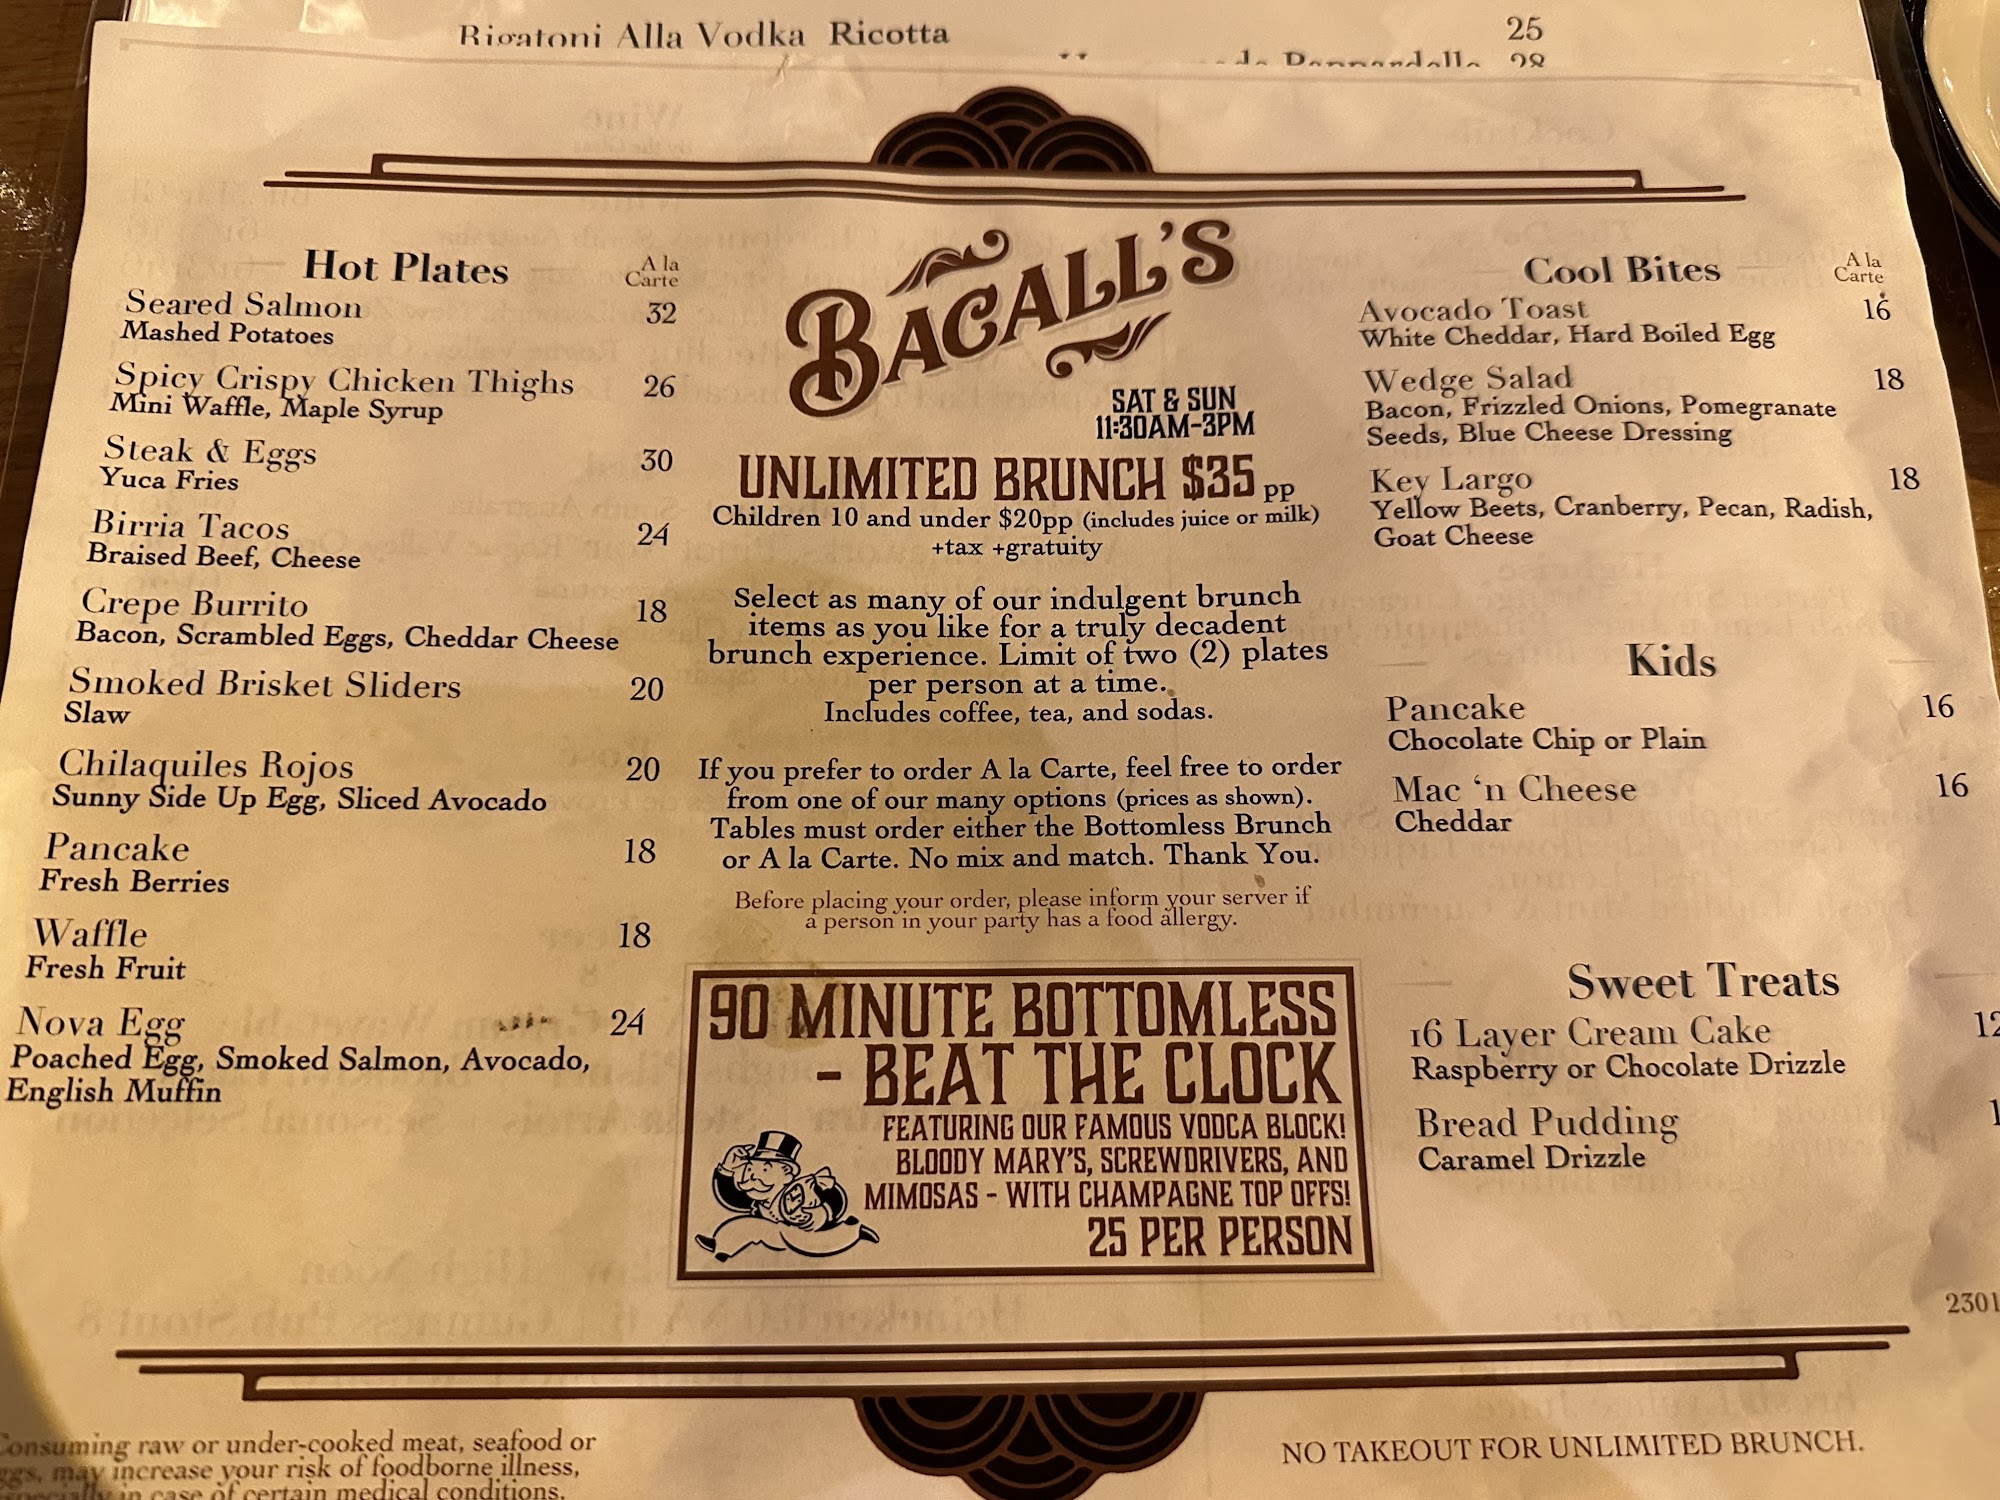 Rigatoni Alla Vodka Ricotta 25
Pappardelle 28
BACALL'S
SAT & SUN
11:30AM-3PM
UNLIMITED BRUNCH $35 pp
Children 10 and under $20pp (includes juice or milk)
+tax +gratuity
Select as many of our indulgent brunch
items as you like for a truly decadent
brunch experience. Limit of two (2) plates
per person at a time.
Includes coffee, tea, and sodas.
If you prefer to order A la Carte, feel free to order
from one of our many options (prices as shown).
Tables must order either the Bottomless Brunch
or A la Carte. No mix and match. Thank You.
Before placing your order, please inform your server if
a person in your party has a food allergy.
90 MINUTE BOTTOMLESS
- BEAT THE CLOCK
FEATURING OUR FAMOUS VODCA BLOCK!
BLOODY MARY'S, SCREWDRIVERS, AND
MIMOSAS - WITH CHAMPAGNE TOP OFFS!
25 PER PERSON
Hot Plates
A la
Carte
Seared Salmon 32
Mashed Potatoes
Spicy Crispy Chicken Thighs 26
Mini Waffle, Maple Syrup
Steak & Eggs 30
Yuca Fries
Birria Tacos 24
Braised Beef, Cheese
Crepe Burrito 18
Bacon, Scrambled Eggs, Cheddar Cheese
Smoked Brisket Sliders 20
Slaw
Chilaquiles Rojos 20
Sunny Side Up Egg, Sliced Avocado
Pancake 18
Fresh Berries
Waffle 18
Fresh Fruit
Nova Egg 24
Poached Egg, Smoked Salmon, Avocado,
English Muffin
Cool Bites
A la
Carte
Avocado Toast 16
White Cheddar, Hard Boiled Egg
Wedge Salad 18
Bacon, Frizzled Onions, Pomegranate
Seeds, Blue Cheese Dressing
Key Largo 18
Yellow Beets, Cranberry, Pecan, Radish,
Goat Cheese
Kids
Pancake 16
Chocolate Chip or Plain
Mac 'n Cheese 16
Cheddar
Sweet Treats
16 Layer Cream Cake 12
Raspberry or Chocolate Drizzle
Bread Pudding
Caramel Drizzle
2301
Consuming raw or under-cooked meat, seafood or
eggs, may increase your risk of foodborne illness,
especially in case of certain medical conditions.
NO TAKEOUT FOR UNLIMITED BRUNCH.